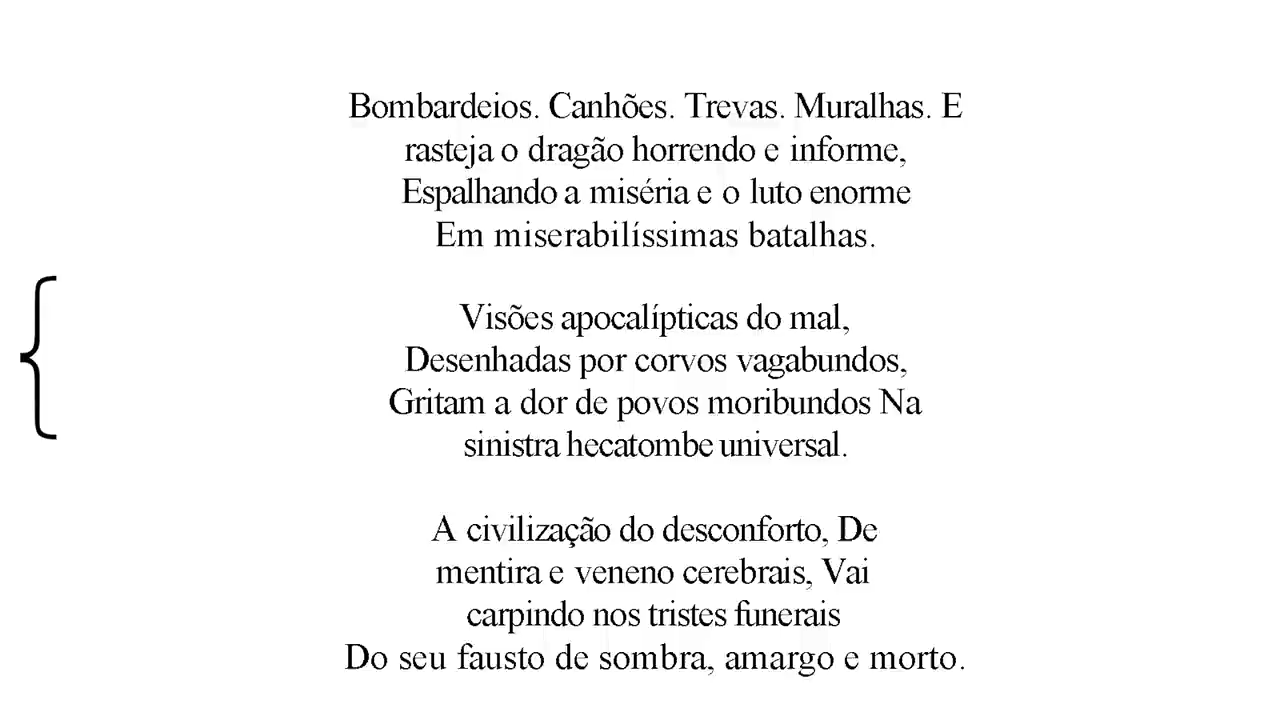 Bombardeios. Canhões. Trevas. Muralhas. E
rasteja o dragão horrendo e informe,
Espalhando a miséria e o luto enorme
Em miserabilíssimas batalhas.
Visões apocalípticas do mal,
Desenhadas por corvos vagabundos,
Gritam a dor de povos moribundos Na
sinistra hecatombe universal.
A civilização do desconforto, De
mentira e veneno cerebrais, Vai
carpindo nos tristes funerais
Do seu fausto de sombra, amargo e morto.